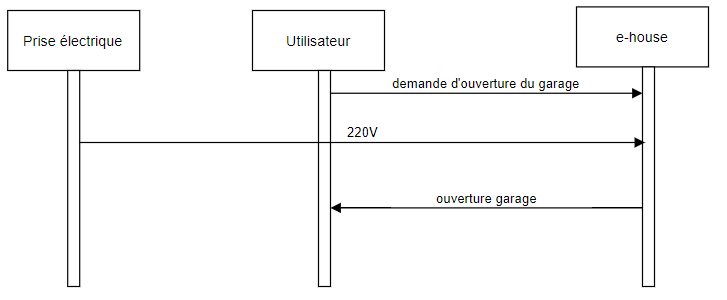 Prise électrique
Utilisateur
e-house
demande d'ouverture du garage
220V
ouverture garage